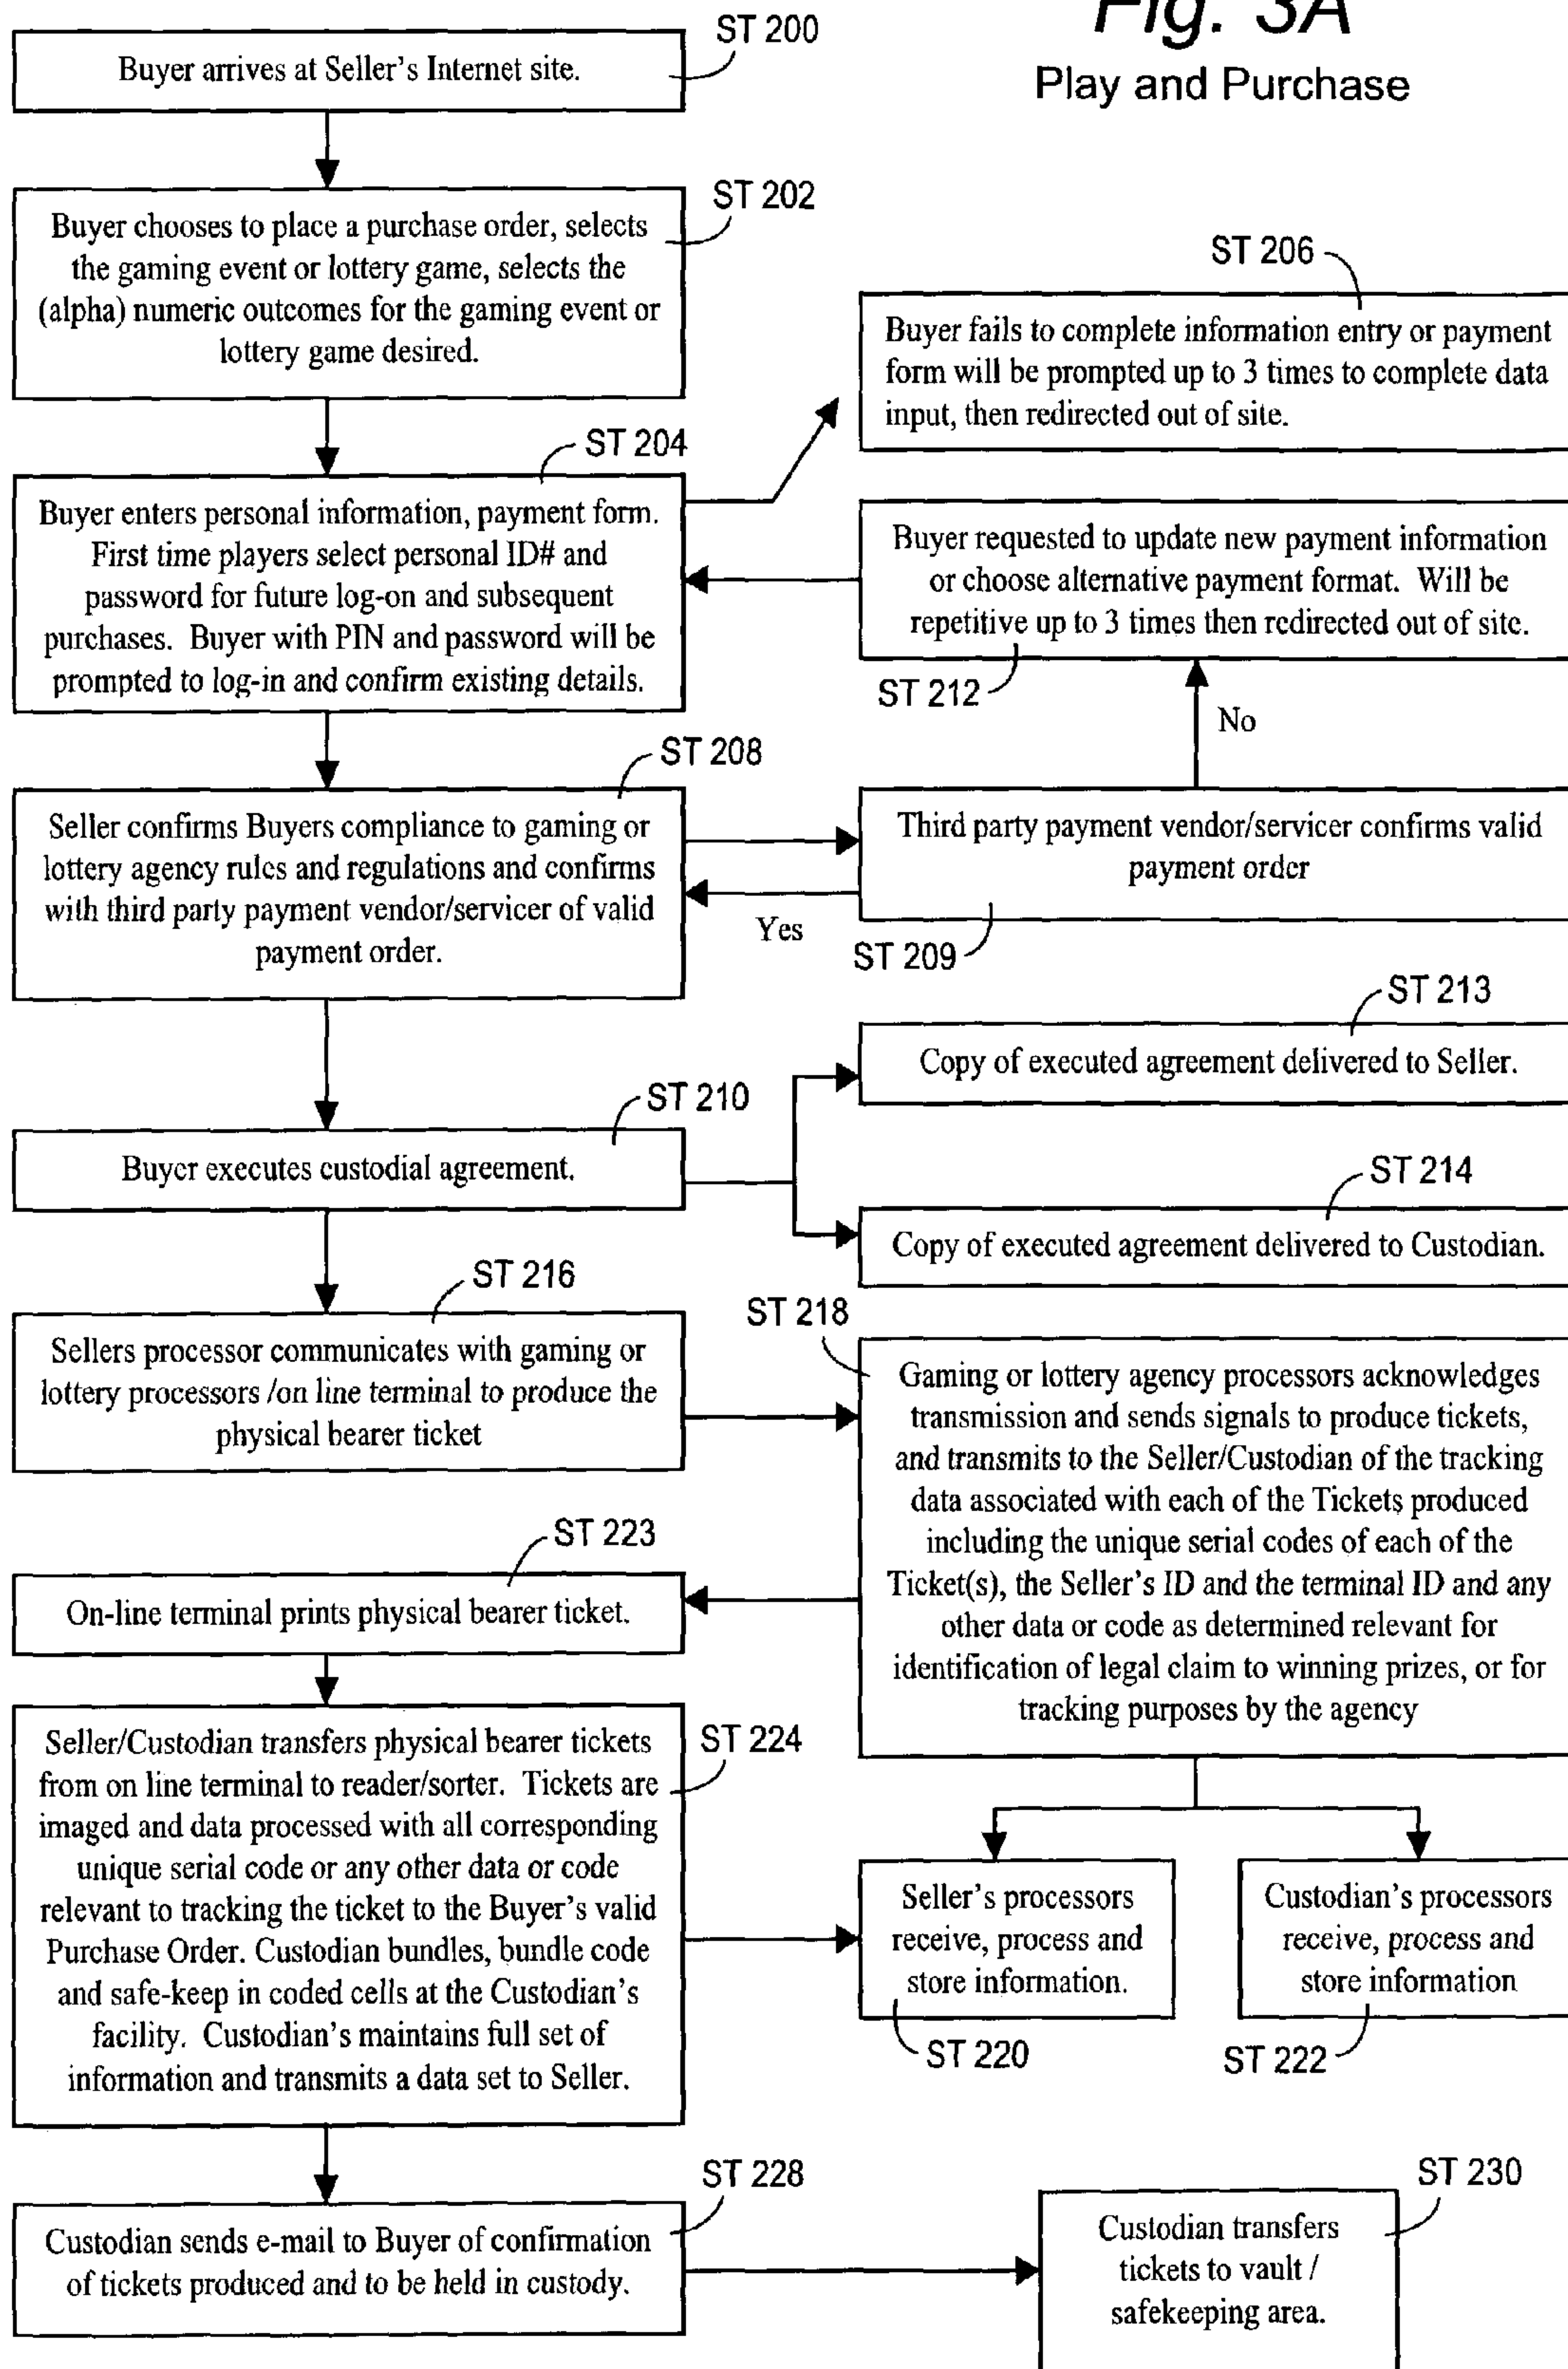 Fig. 3A
Play and Purchase
ST 200
Buyer arrives at Seller's Internet site.
ST 202
Buyer chooses to place a purchase order, selects
the gaming event or lottery game, selects the
(alpha) numeric outcomes for the gaming event or
lottery game desired.
ST 206
Buyer fails to complete information entry or payment
form will be prompted up to 3 times to complete data
input, then redirected out of site.
ST 204
Buyer enters personal information, payment form.
First time players select personal ID# and
password for future log-on and subsequent
purchases. Buyer with PIN and password will be
prompted to log-in and confirm existing details.
Buyer requested to update new payment information
or choose alternative payment format. Will be
repetitive up to 3 times then redirected out of site.
ST 212
No
ST 208
Seller confirms Buyers compliance to gaming or
lottery agency rules and regulations and confirms
with third party payment vendor/servicer of valid
payment order.
Third party payment vendor/servicer confirms valid
payment order
Yes
ST 209
ST 213
Copy of executed agreement delivered to Seller.
ST 210
Buyer executes custodial agreement.
ST 214
Copy of executed agreement delivered to Custodian.
ST 216
Sellers processor communicates with gaming or
lottery processors /on line terminal to produce the
physical bearer ticket
ST 218
Gaming or lottery agency processors acknowledges
transmission and sends signals to produce tickets,
and transmits to the Seller/Custodian of the tracking
data associated with each of the Tickets produced
including the unique serial codes of each of the
Ticket(s), the Seller's ID and the terminal ID and any
other data or code as determined relevant for
identification of legal claim to winning prizes, or for
tracking purposes by the agency
ST 223
On-line terminal prints physical bearer ticket.
ST 224
Seller/Custodian transfers physical bearer tickets
from on line terminal to reader/sorter. Tickets are
imaged and data processed with all corresponding
unique serial code or any other data or code
relevant to tracking the ticket to the Buyer's valid
Purchase Order. Custodian bundles, bundle code
and safe-keep in coded cells at the Custodian's
facility. Custodian's maintains full set of
information and transmits a data set to Seller.
Seller's processors
receive, process and
store information.
ST 220
Custodian's processors
receive, process and
store information
ST 222
ST 228
Custodian sends e-mail to Buyer of confirmation
of tickets produced and to be held in custody.
ST 230
Custodian transfers
tickets to vault /
safekeeping area.